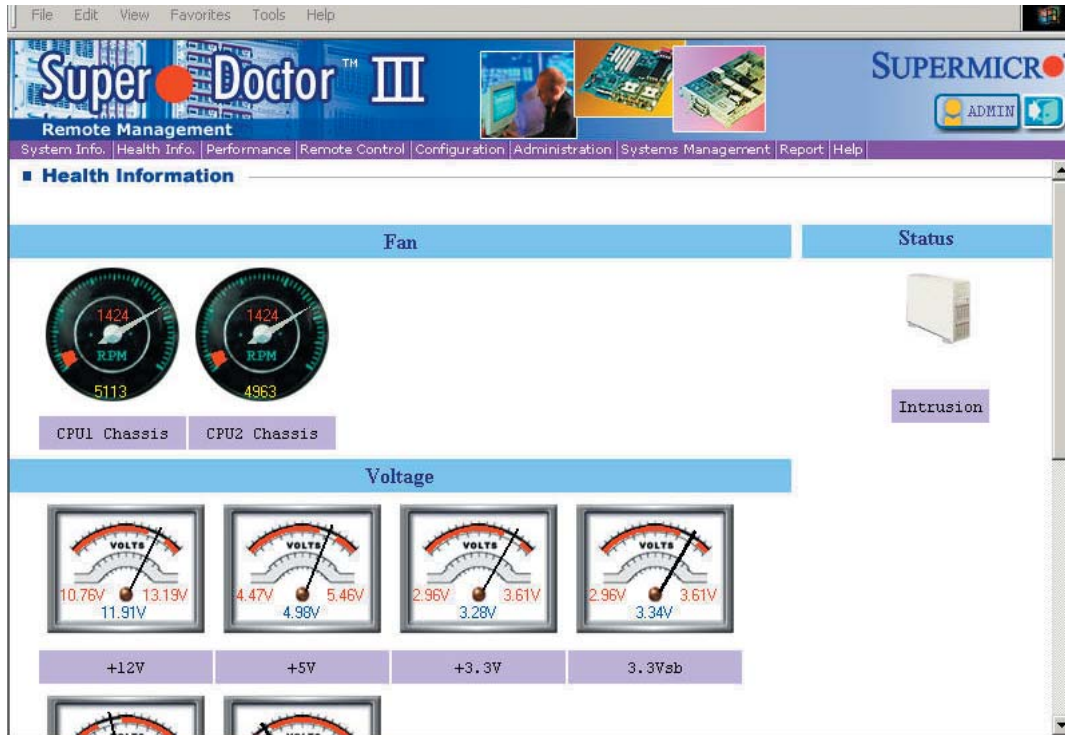 File Edit View Favorites Tools Help
Super Doctor ™ III
SUPERMICR
ADMIN
Remote Management
System Info. Health Info. Performance Remote Control Configuration Administration Systems Management Report Help
Health Information
Fan
Status
1424
RPM
5113
1424
RPM
4963
CPU1 Chassis
CPU2 Chassis
Intrusion
Voltage
VOLTS
10.76V 13.19V
11.91V
VOLTS
4.47V 5.46V
4.98V
VOLTS
2.96V 3.61V
3.28V
VOLTS
2.96V 3.61V
3.34V
+12V
+5V
+3.3V
3.3Vsb